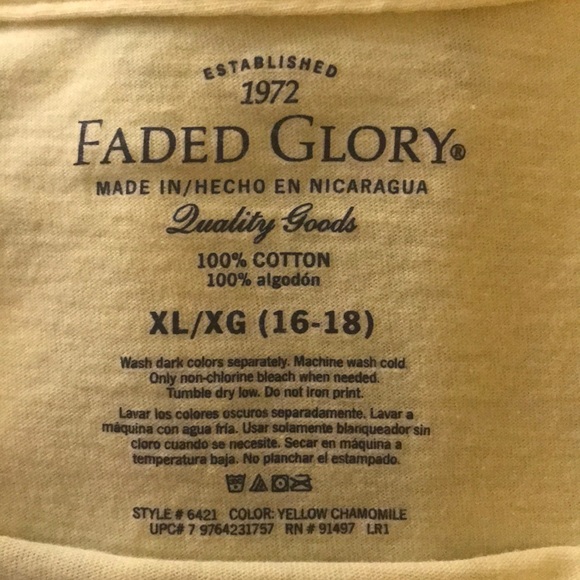 ESTABLISHED
1972
FADED GLORY®
MADE IN/HECHO EN NICARAGUA
Quality Goods
100% COTTON
100% algodón
XL/XG (16-18)
Wash dark colors separately. Machine wash cold.
Only non-chlorine bleach when needed.
Tumble dry low. Do not iron print.
Lavar los colores oscuros separadamente. Lavar a
máquina con agua fría. Usar solamente blanqueador sin
cloro cuando se necesite. Secar en máquina a
temperatura baja. No planchar el estampado.
STYLE # 6421 COLOR: YELLOW CHAMOMILE
UPC# 7 9764231757 RN # 91497 LR1